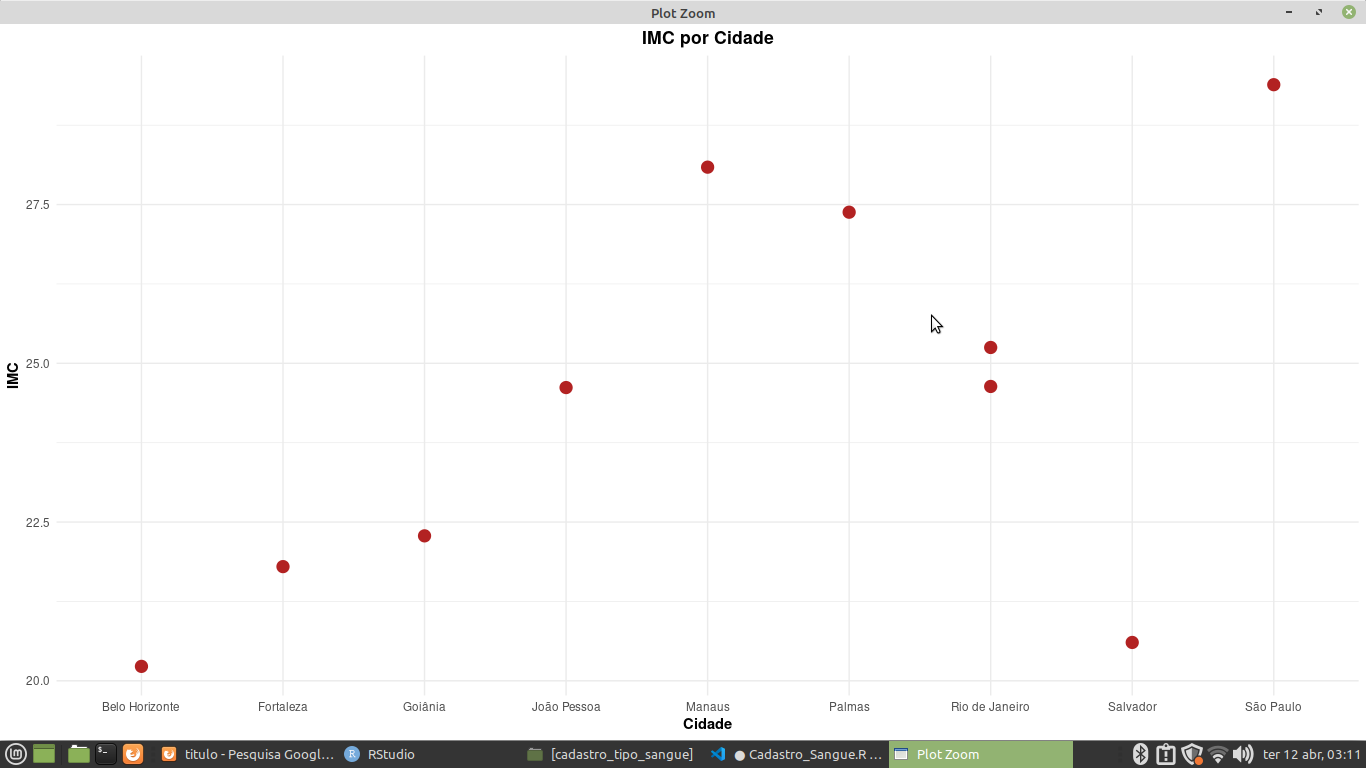 Plot Zoom
IMC por Cidade
IMC
27.5
25.0
22.5
20.0
Belo Horizonte Fortaleza Goiânia João Pessoa Manaus Palmas Rio de Janeiro Salvador São Paulo
Cidade
titulo - Pesquisa Googl... RStudio [cadastro_tipo_sangue] Cadastro_Sangue.R ... Plot Zoom ter 12 abr, 03:11